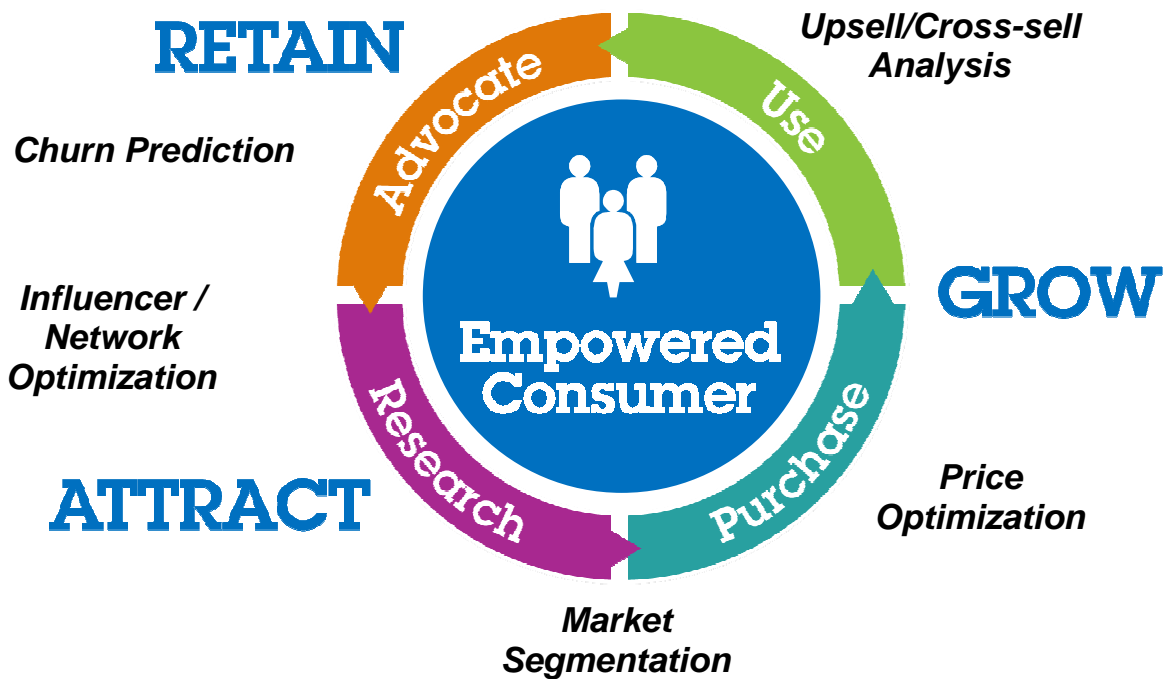 RETAIN
Upsell/Cross-sell
Analysis
Advocate
Use
Churn Prediction
Influencer /
Network
Optimization
GROW
Empowered
Consumer
Research
Purchase
ATTRACT
Price
Optimization
Market
Segmentation